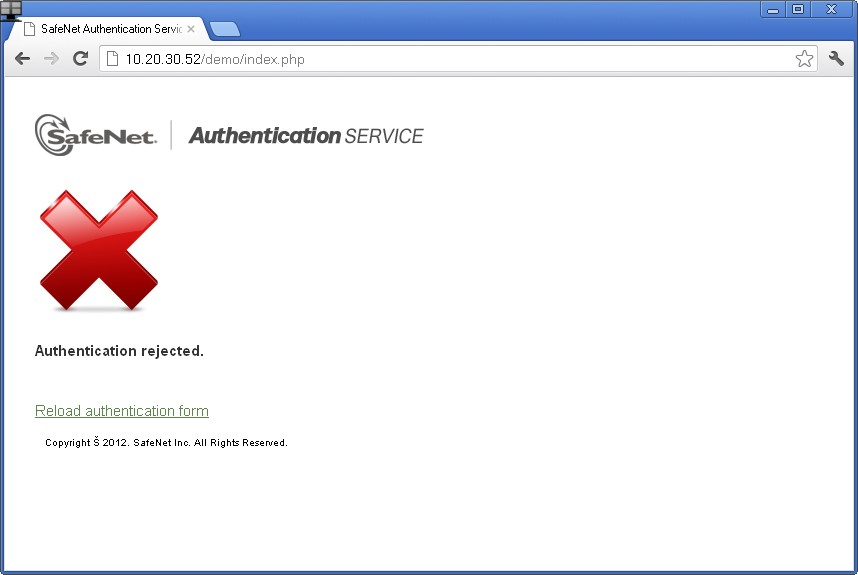 SafeNet Authentication Servic
10.20.30.52/demo/index.php
SafeNet. Authentication SERVICE
Authentication rejected.
Reload authentication form
Copyright Š 2012. SafeNet Inc. All Rights Reserved.